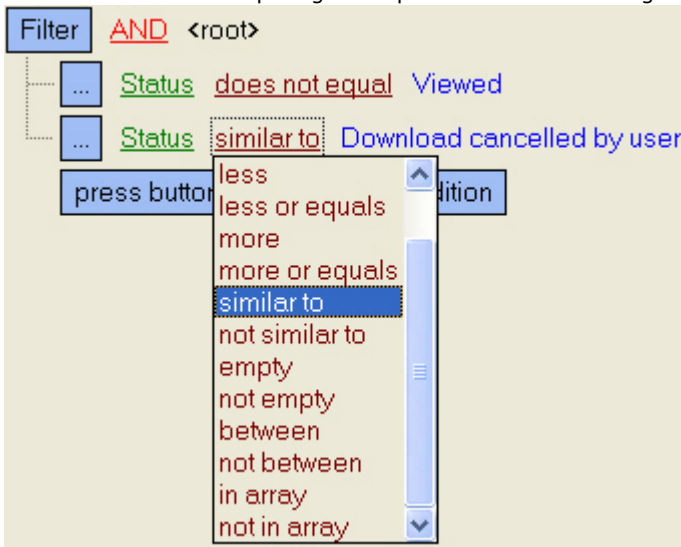 Filter AND <root>
... Status does not equal Viewed
... Status similar to Download cancelled by user
press button dition
less
less or equals
more
more or equals
similar to
not similar to
empty
not empty
between
not between
in array
not in array